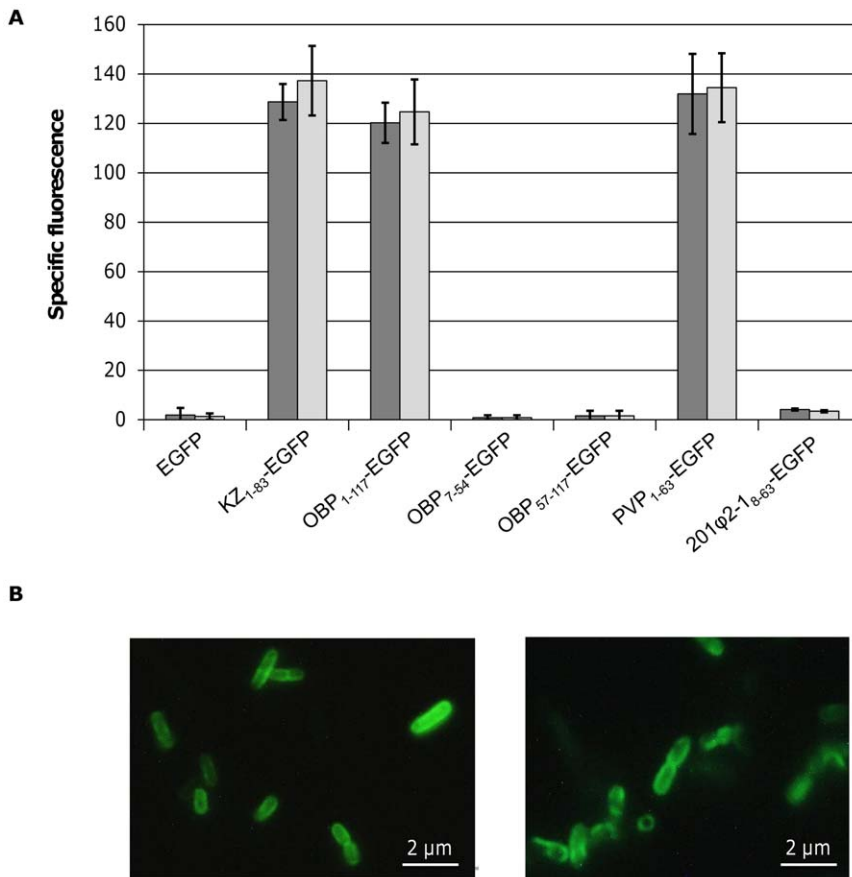 A
160
140
120
100
80
60
40
20
0
Specific fluorescence
EGFP
KZ1-83-EGFP
OBP1-117-EGFP
OBP7-54-EGFP
OBP57-117-EGFP
PVP1-63-EGFP
201φ2-18-63-EGFP
B
2 µm
2 µm